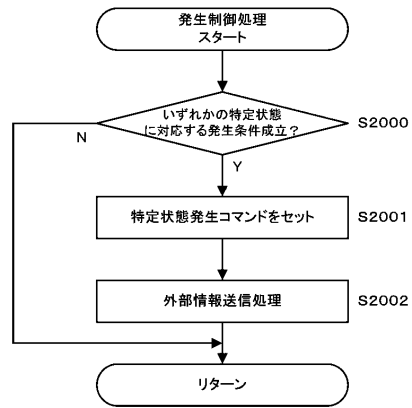 発生制御処理
スタート
いずれかの特定状態
に対応する発生条件成立？
S2000
N
Y
特定状態発生コマンドをセット
S2001
外部情報送信処理
S2002
リターン